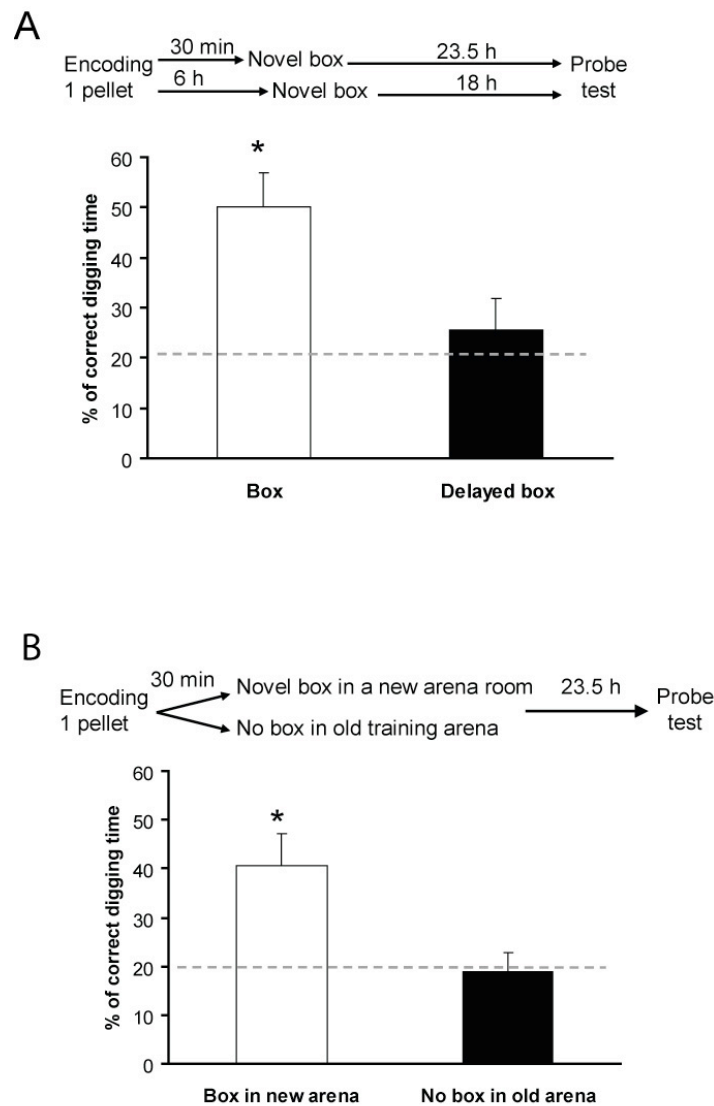 A
30 min
Novel box
23.5 h
Encoding
1 pellet
6 h
Novel box
18 h
Probe
test
*
60
50
40
30
20
10
0
% of correct digging time
Box
Delayed box
B
30 min
Novel box in a new arena room
23.5 h
Encoding
1 pellet
No box in old training arena
Probe
test
*
60
50
40
30
20
10
0
% of correct digging time
Box in new arena
No box in old arena